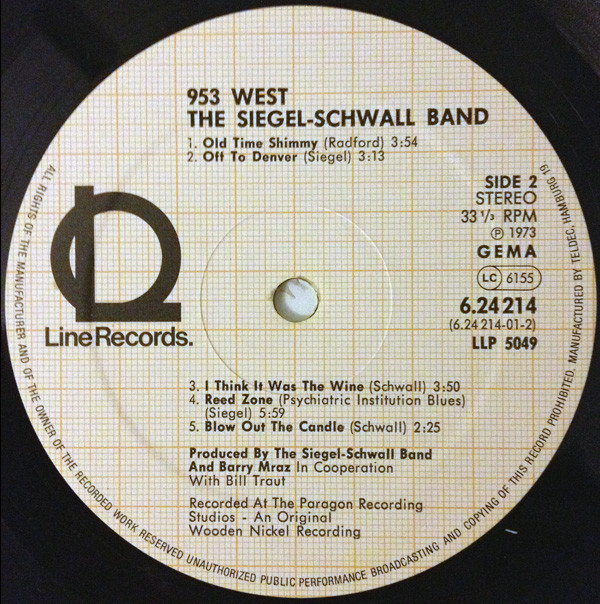 953 WEST
THE SIEGEL-SCHWALL BAND
1. Old Time Shimmy (Radford) 3:54
2. Off To Denver (Siegel) 3:13
SIDE 2
STEREO
33 1/3 RPM
℗ 1973
GEMA
LC 6155
6.24214
(6.24 214-01-2)
LLP 5049
LineRecords.
3. I Think It Was The Wine (Schwall) 3:50
4. Reed Zone (Psychiatric Institution Blues)
(Siegel) 5:59
5. Blow Out The Candle (Schwall) 2:25
Produced By The Siegel-Schwall Band
And Barry Mraz In Cooperation
With Bill Traut
Recorded At The Paragon Recording
Studios - An Original
Wooden Nickel Recording
ALL RIGHTS OF THE MANUFACTURER AND OF THE OWNER OF THE RECORDED WORK RESERVED UNAUTHORIZED PUBLIC PERFORMANCE BROADCASTING AND COPYING OF THIS RECORD PROHIBITED. MANUFACTURED BY TELDEC, HAMBURG 19